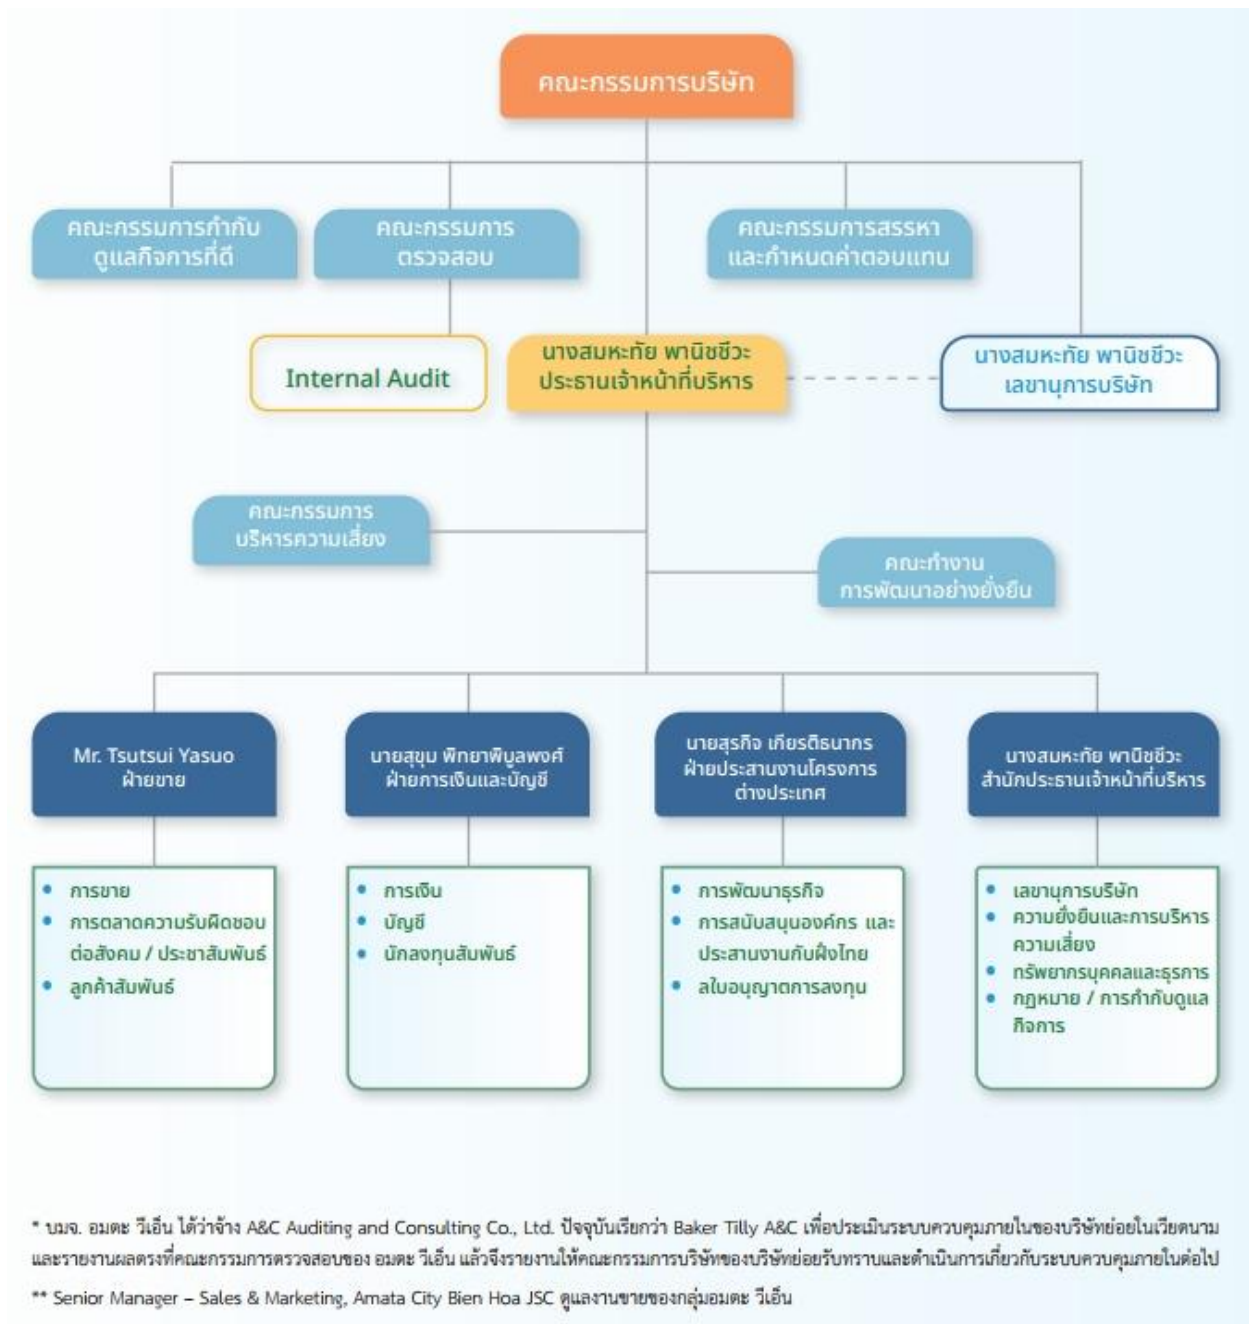 คณะกรรมการบริษัท
คณะกรรมการกำกับ
ดูแลกิจการที่ดี
คณะกรรมการ
ตรวจสอบ
คณะกรรมการสรรหา
และกำหนดค่าตอบแทน
Internal Audit
นางสมหะทัย พานิชชีวะ
ประธานเจ้าหน้าที่บริหาร
นางสมหะทัย พานิชชีวะ
เลขานุการบริษัท
คณะกรรมการ
บริหารความเสี่ยง
คณะทำงาน
การพัฒนาอย่างยั่งยืน
Mr. Tsutsui Yasuo
ฝ่ายขาย
นายสุขุม พิทยาพิบูลพงศ์
ฝ่ายการเงินและบัญชี
นายสุรกิจ เกียรติธนากร
ฝ่ายประสานงานโครงการ
ต่างประเทศ
นางสมหะทัย พานิชชีวะ
สำนักประธานเจ้าหน้าที่บริหาร
• การขาย
• การตลาดความรับผิดชอบ
ต่อสังคม / ประชาสัมพันธ์
• ลูกค้าสัมพันธ์
• การเงิน
• บัญชี
• นักลงทุนสัมพันธ์
• การพัฒนาธุรกิจ
• การสนับสนุนองค์กร และ
ประสานงานกับฝั่งไทย
• ลใบอนุญาตการลงทุน
• เลขานุการบริษัท
• ความยั่งยืนและการบริหาร
ความเสี่ยง
• ทรัพยากรบุคคลและธุรการ
• กฎหมาย / การกำกับดูแล
กิจการ
* บมจ. อมตะ วีเอ็น ได้ว่าจ้าง A&C Auditing and Consulting Co., Ltd. ปัจจุบันเรียกว่า Baker Tilly A&C เพื่อประเมินระบบควบคุมภายในของบริษัทย่อยในเวียดนาม
และรายงานผลตรงที่คณะกรรมการตรวจสอบของ อมตะ วีเอ็น แล้วจึงรายงานให้คณะกรรมการบริษัทของบริษัทย่อยรับทราบและดำเนินการเกี่ยวกับระบบควบคุมภายในต่อไป
** Senior Manager – Sales & Marketing, Amata City Bien Hoa JSC ดูแลงานขายของกลุ่มอมตะ วีเอ็น